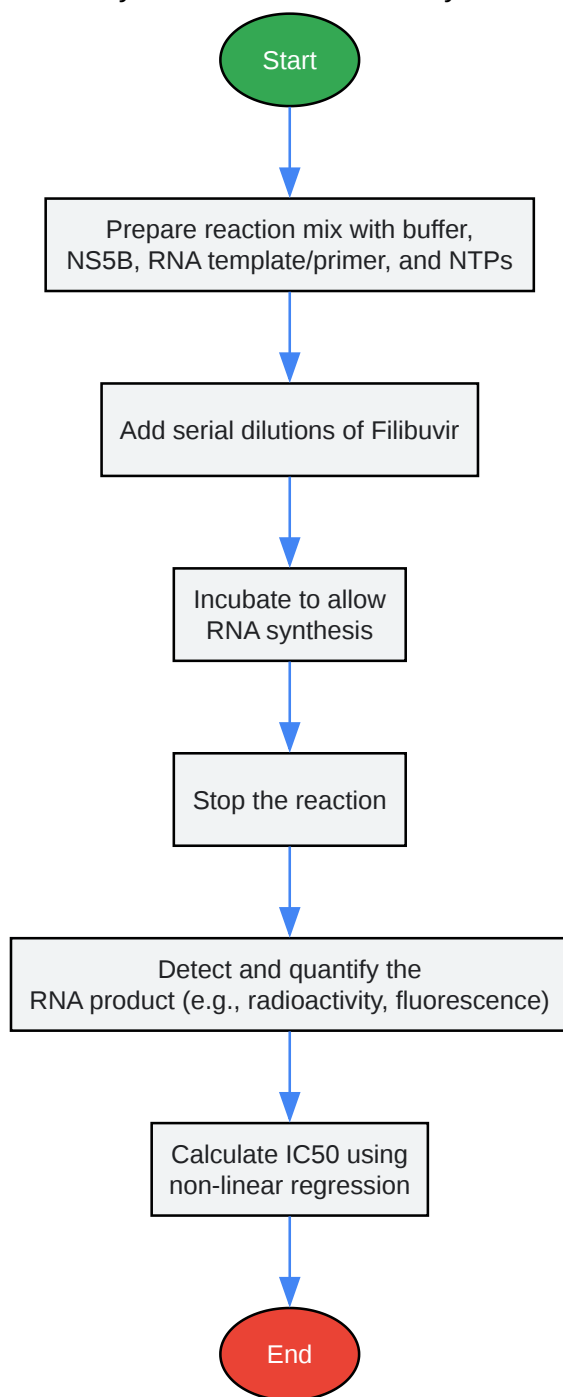 Start
Prepare reaction mix with buffer,
NS5B, RNA template/primer, and NTPs
Add serial dilutions of Filibuvir
Incubate to allow
RNA synthesis
Stop the reaction
Detect and quantify the
RNA product (e.g., radioactivity, fluorescence)
Calculate IC50 using
non-linear regression
End